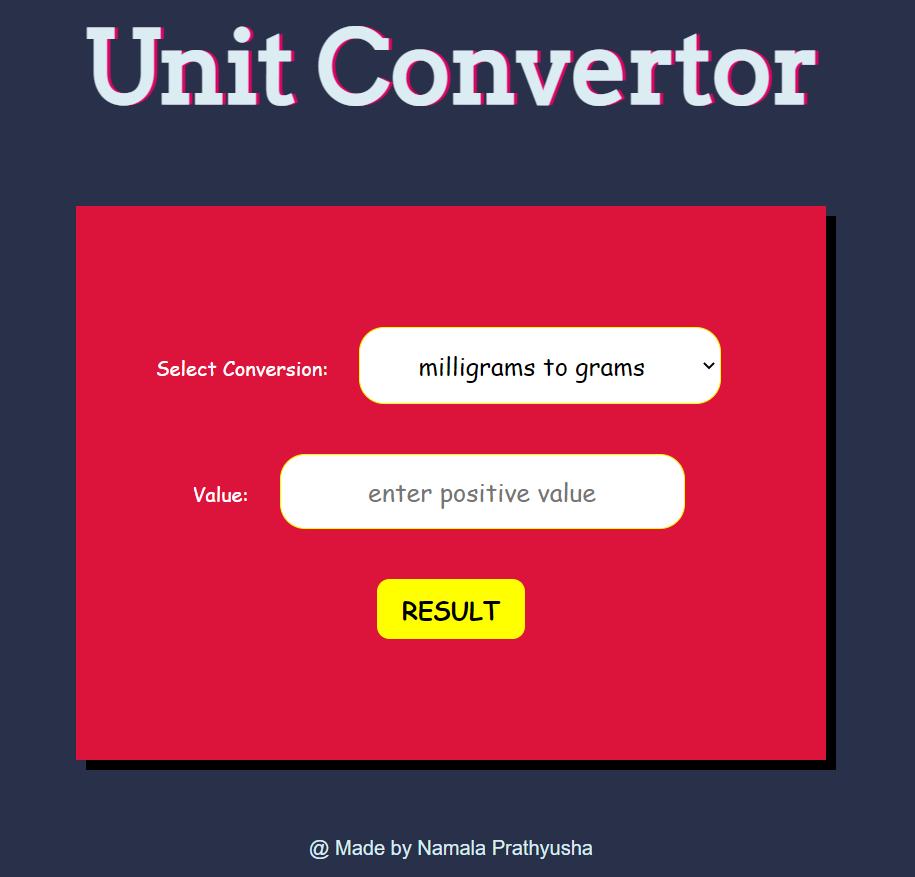 Unit Convertor
Select Conversion: milligrams to grams
Value: enter positive value
RESULT
@ Made by Namala Prathyusha